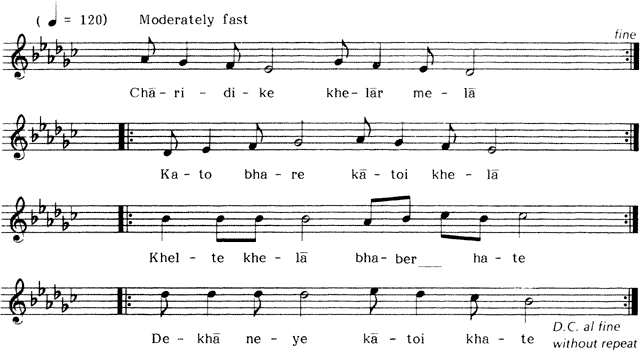 (♩ = 120) Moderately fast
fine
Chā - ri - di - ke khe - lār me - lā
Ka - to bha - re kā - toi khe - lā
Khel - te khe - lā bha - ber___ ha - te
De - khā ne - ye kā - toi kha - te
D.C. al fine
without repeat